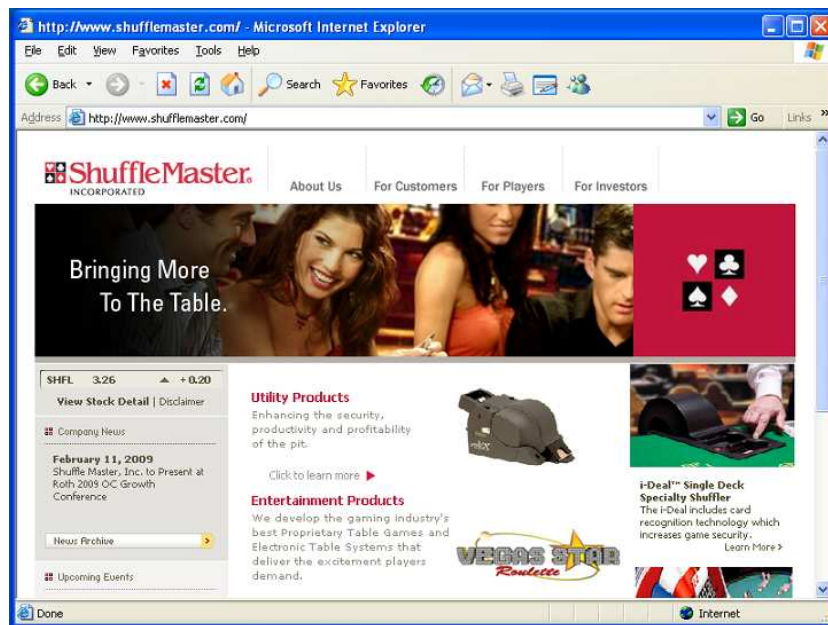 http://www.shufflemaster.com/ - Microsoft Internet Explorer
File Edit View Favorites Tools Help
Back Search Favorites
Address http://www.shufflemaster.com/ Go Links »
ShuffleMaster®
INCORPORATED
About Us For Customers For Players For Investors
Bringing More
To The Table.
SHFL 3.26 ▲ +0.20
View Stock Detail | Disclaimer
Company News
February 11, 2009
Shuffle Master, Inc. to Present at
Roth 2009 OC Growth
Conference
News Archive >
Upcoming Events
Utility Products
Enhancing the security,
productivity and profitability
of the pit.
Click to learn more ▶
Entertainment Products
We develop the gaming industry's
best Proprietary Table Games and
Electronic Table Systems that
deliver the excitement players
demand.
VEGAS STAR
Roulette
i-Deal™ Single Deck
Specialty Shuffler
The i-Deal includes card
recognition technology which
increases game security.
Learn More >
Done Internet